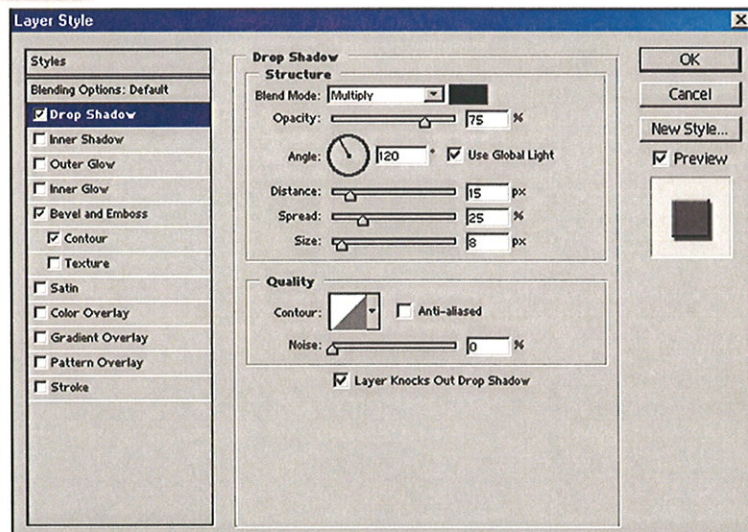 Layer Style
Styles
Blending Options: Default
Drop Shadow
Inner Shadow
Outer Glow
Inner Glow
Bevel and Emboss
Contour
Texture
Satin
Color Overlay
Gradient Overlay
Pattern Overlay
Stroke
Drop Shadow
Structure
Blend Mode: Multiply
Opacity: 75 %
Angle: 120 ° Use Global Light
Distance: 15 px
Spread: 25 %
Size: 8 px
Quality
Contour: Anti-aliased
Noise: 0 %
Layer Knocks Out Drop Shadow
OK
Cancel
New Style...
Preview